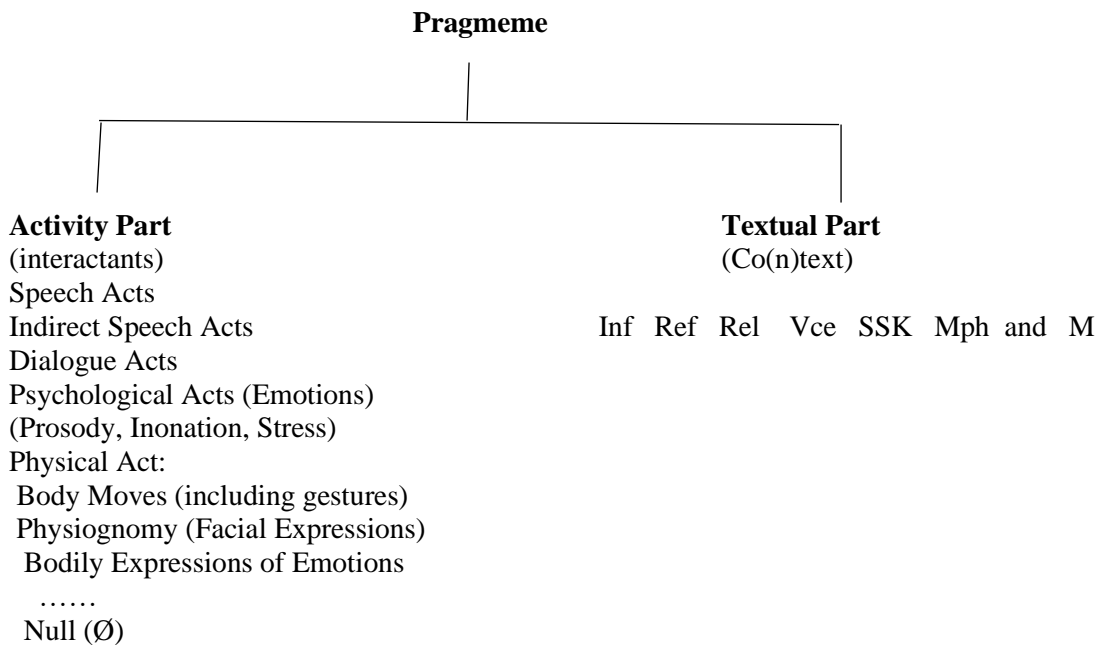 Pragmeme
Activity Part
(interactants)
Speech Acts
Indirect Speech Acts
Dialogue Acts
Psychological Acts (Emotions)
(Prosody, Inonation, Stress)
Physical Act:
Body Moves (including gestures)
Physiognomy (Facial Expressions)
Bodily Expressions of Emotions
……
Null (Ø)
Textual Part
(Co(n)text)
Inf Ref Rel Vce SSK Mph and M